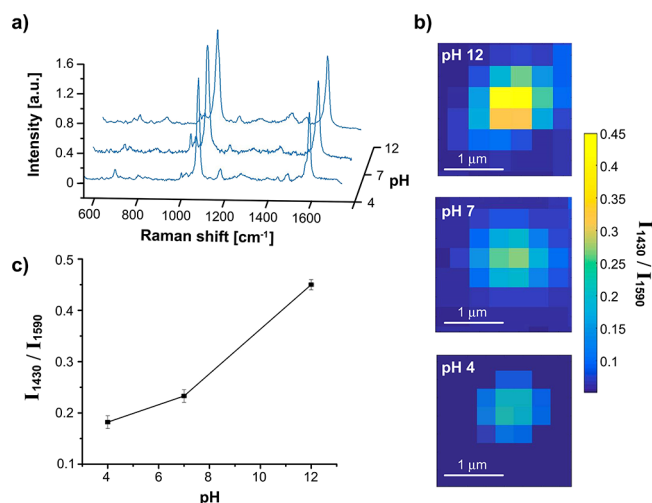 a)
Intensity [a.u.]
1.6
1.2
0.8
0.4
0
600
800
1000
1200
1400
1600
Raman shift [cm-1]
12
7
4
pH
b)
pH 12
1 μm
pH 7
1 μm
pH 4
1 μm
0.45
0.4
0.35
0.3
0.25
0.2
0.15
0.1
I1430 / I1590
c)
I1430 / I1590
0.5
0.4
0.3
0.2
0.1
4
6
8
10
12
pH